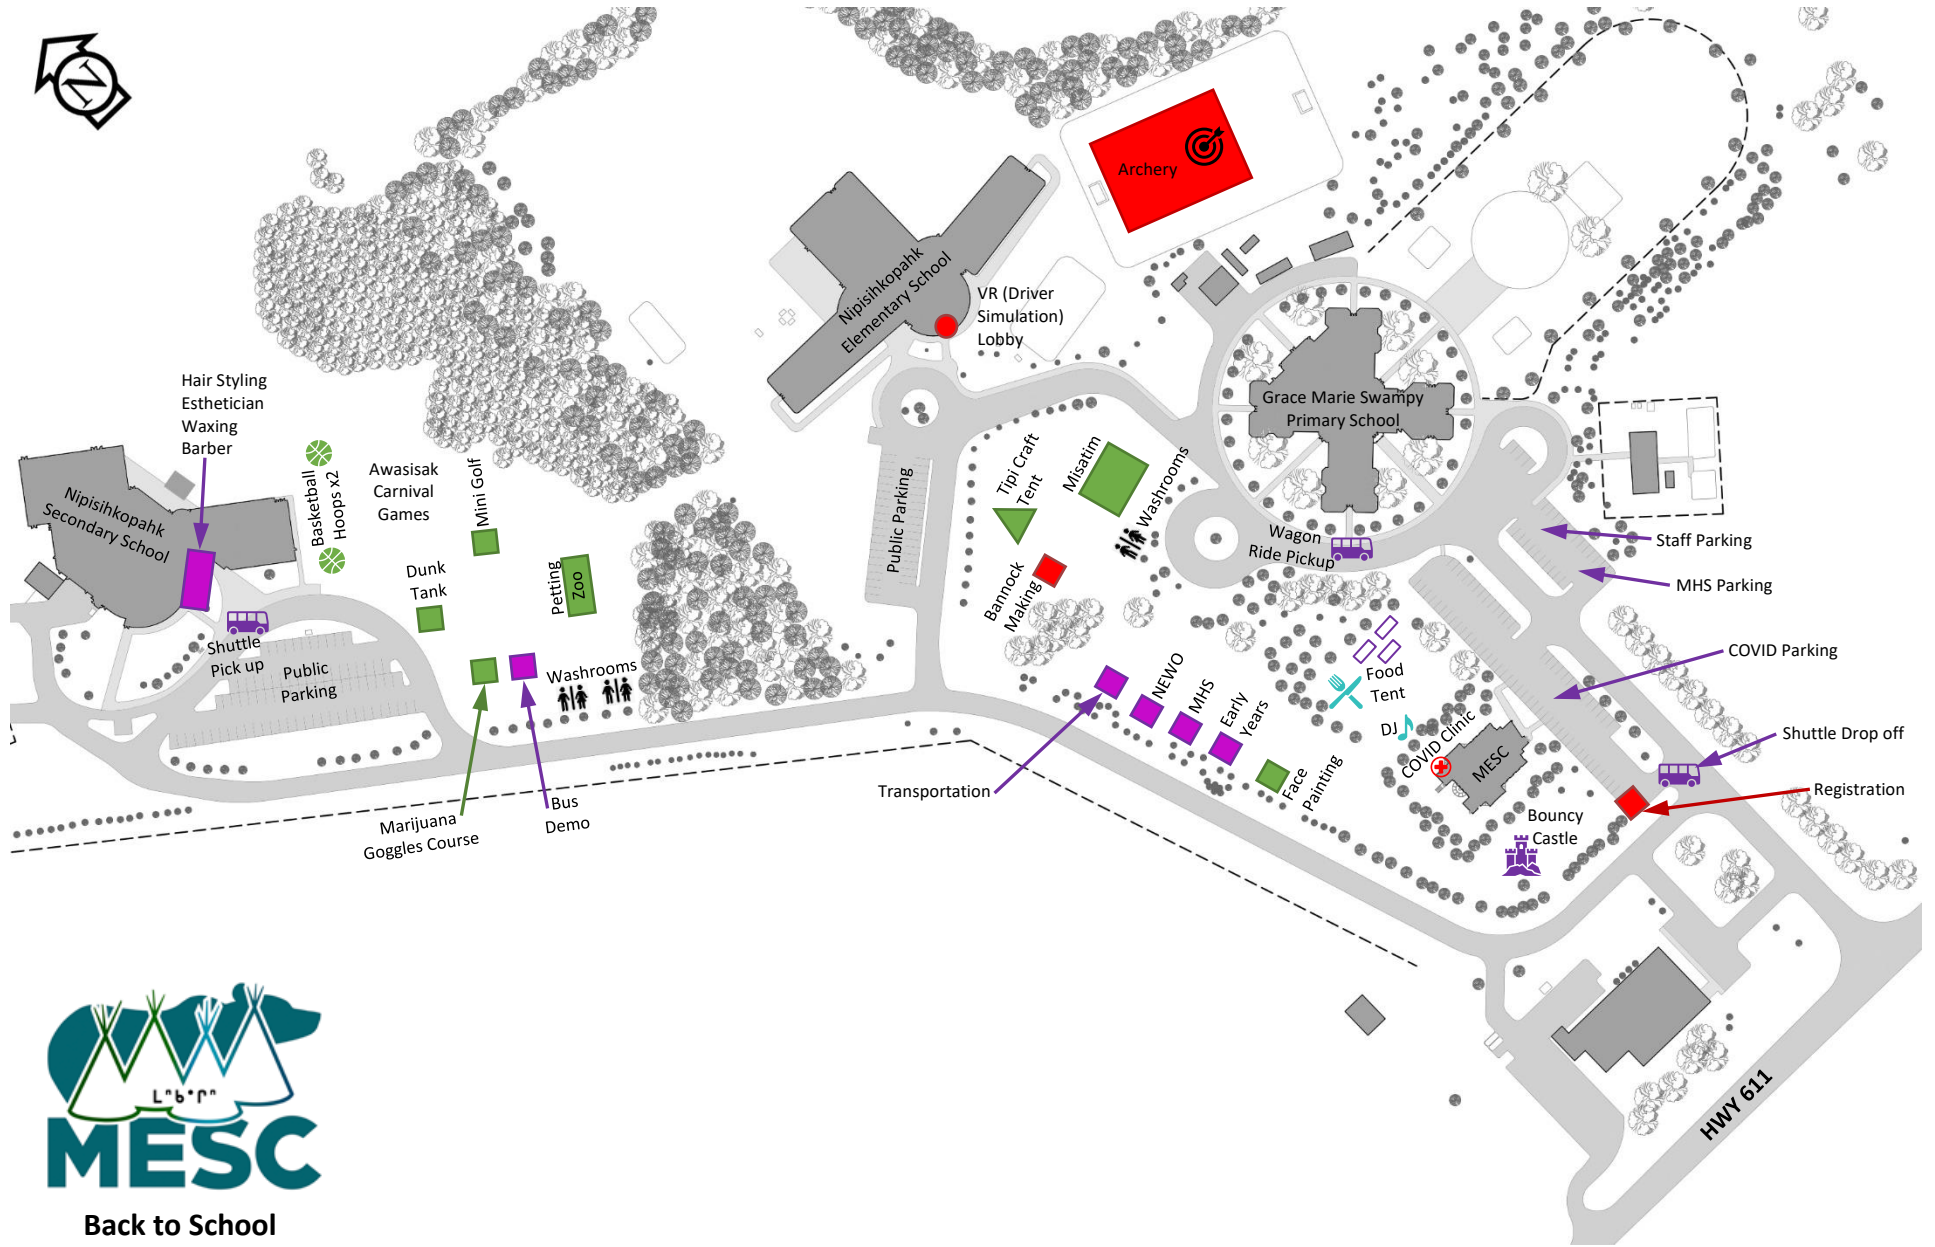 N
Archery
Nipisihkopahk
Elementary School
VR (Driver
Simulation)
Lobby
Hair Styling
Esthetician
Waxing
Barber
Grace Marie Swampy
Primary School
Nipisihkopahk
Secondary School
Basketball
Hoops x2
Awasisak
Carnival
Games
Mini Golf
Dunk
Tank
Petting
Zoo
Public Parking
Tipi Craft
Tent
Misatim
Washrooms
Bannock
Making
Wagon
Ride Pickup
Staff Parking
MHS Parking
COVID Parking
Shuttle Drop off
Registration
Shuttle
Pick up
Public
Parking
Washrooms
Marijuana
Goggles Course
Bus
Demo
Transportation
NEWO
MHS
Early
Years
Face
Painting
Food
Tent
DJ
COVID Clinic
MESC
Bouncy
Castle
HWY 611
ᒪᐢᑲᐧᒋᐢ
MESC
Back to School